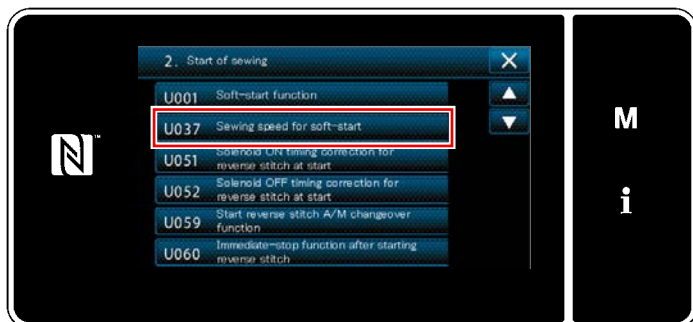 2. Start of sewing
U001 Soft-start function
U037 Sewing speed for soft-start
U051 Solenoid ON timing correction for
reverse stitch at start
U052 Solenoid OFF timing correction for
reverse stitch at start
U059 Start reverse stitch A/M changeover
function
U060 Immediate-stop function after starting
reverse stitch
M
i